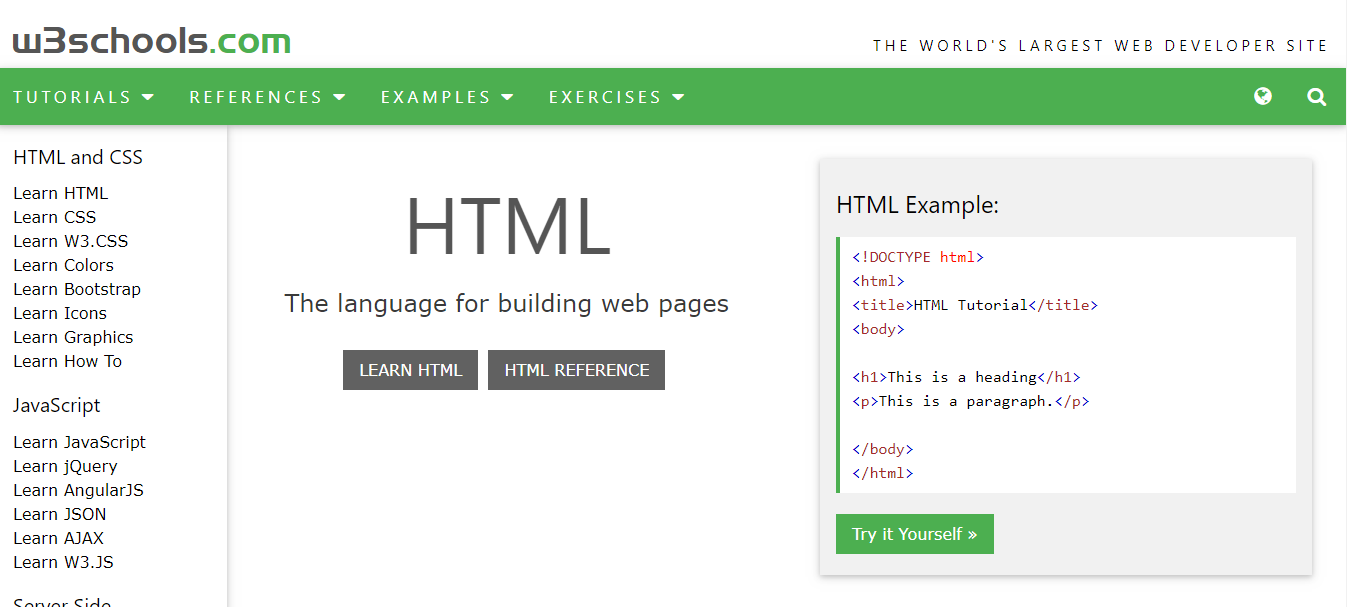 w3schools.com
THE WORLD'S LARGEST WEB DEVELOPER SITE
TUTORIALS REFERENCES EXAMPLES EXERCISES
HTML and CSS
Learn HTML
Learn CSS
Learn W3.CSS
Learn Colors
Learn Bootstrap
Learn Icons
Learn Graphics
Learn How To
JavaScript
Learn JavaScript
Learn jQuery
Learn AngularJS
Learn JSON
Learn AJAX
Learn W3.JS
Server Side
HTML
The language for building web pages
LEARN HTML HTML REFERENCE
HTML Example:
<!DOCTYPE html>
<html>
<title>HTML Tutorial</title>
<body>
<h1>This is a heading</h1>
<p>This is a paragraph.</p>
</body>
</html>
Try it Yourself »